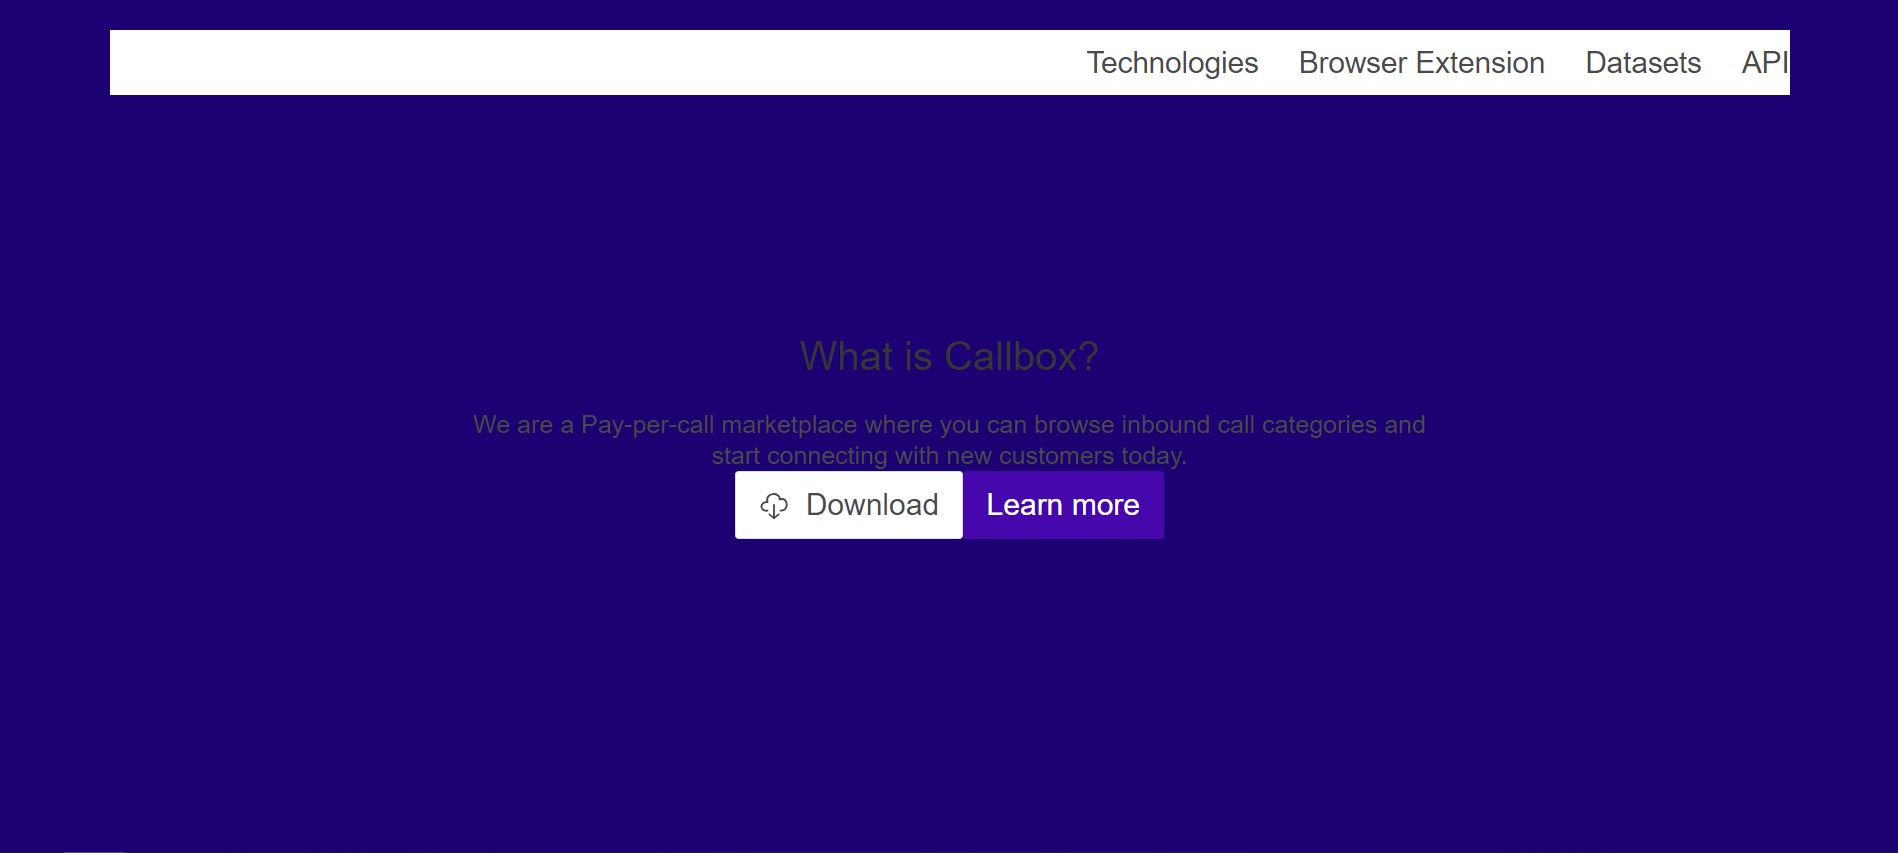 Technologies Browser Extension Datasets API
What is Callbox?
We are a Pay-per-call marketplace where you can browse inbound call categories and
start connecting with new customers today.
Download Learn more